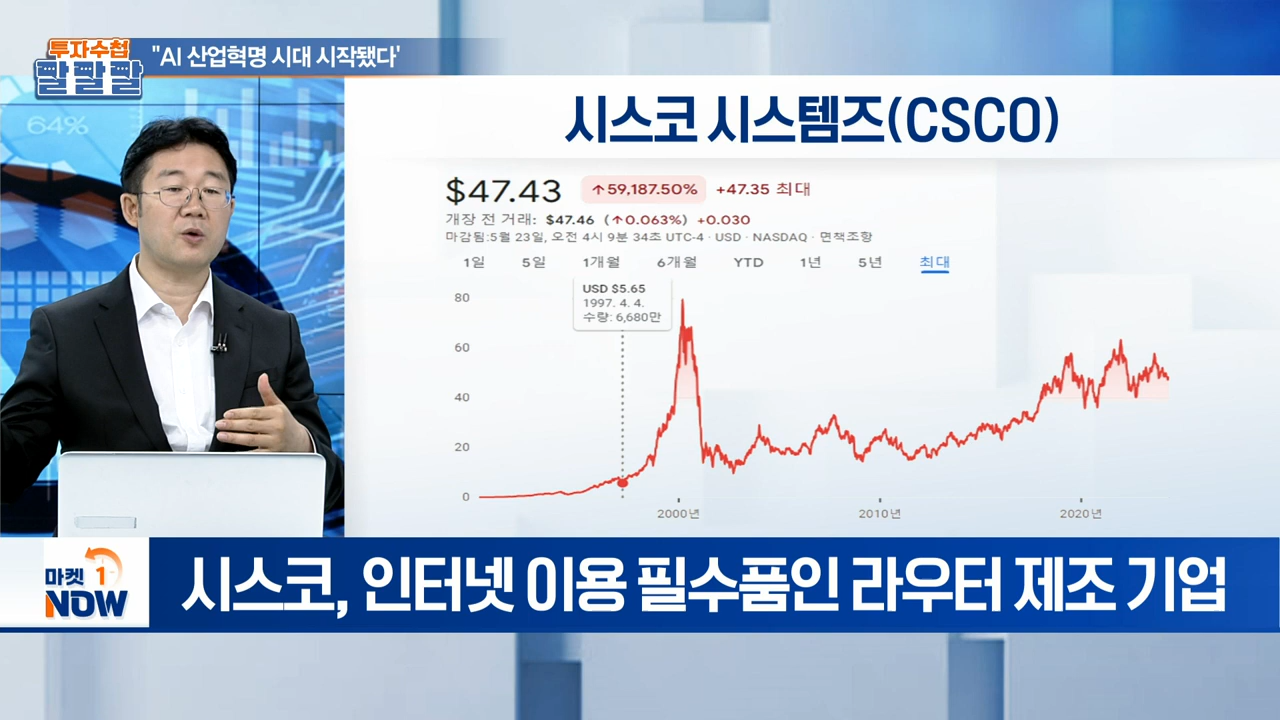 투자수첩
팔팔팔
"AI 산업혁명 시대 시작됐다'
64%
시스코 시스템즈(CSCO)
$47.43 ↑59,187.50% +47.35 최대
개장 전 거래: $47.46 (↑0.063%) +0.030
마감됨:5월 23일, 오전 4시 9분 34초 UTC-4 · USD · NASDAQ · 면책조항
1일 5일 1개월 6개월 YTD 1년 5년 최대
USD $5.65
1997. 4. 4.
수량: 6,680만
80
60
40
20
0
2000년 2010년 2020년
마켓 1
NOW
시스코, 인터넷 이용 필수품인 라우터 제조 기업